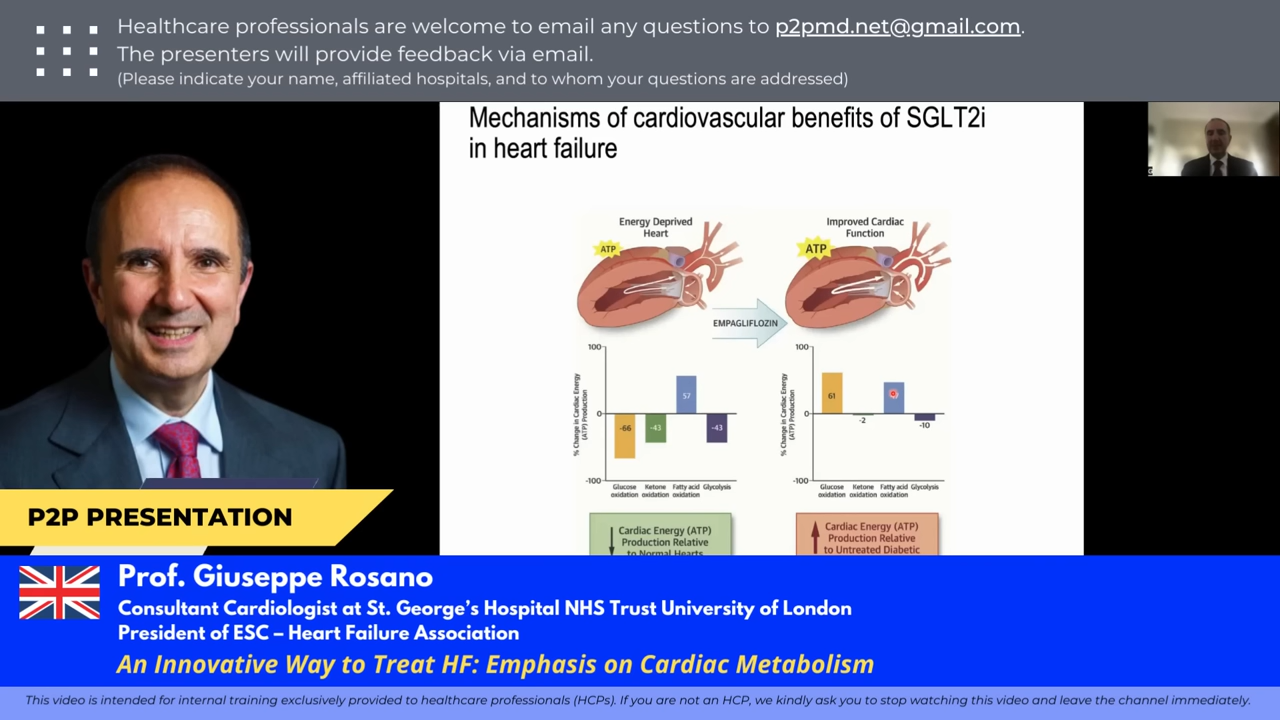 Healthcare professionals are welcome to email any questions to p2pmd.net@gmail.com.
The presenters will provide feedback via email.
(Please indicate your name, affiliated hospitals, and to whom your questions are addressed)
Mechanisms of cardiovascular benefits of SGLT2i
in heart failure
Energy Deprived
Heart
ATP
EMPAGLIFLOZIN
Improved Cardiac
Function
ATP
% Change in Cardiac Energy
(ATP) Production
100
0
-100
-66
-43
57
-43
Glucose
oxidation
Ketone
oxidation
Fatty acid
oxidation
Glycolysis
% Change in Cardiac Energy
(ATP) Production
100
0
-100
61
-2
-10
Glucose
oxidation
Ketone
oxidation
Fatty acid
oxidation
Glycolysis
Cardiac Energy (ATP)
Production Relative
to Normal Hearts
Cardiac Energy (ATP)
Production Relative
to Untreated Diabetic
P2P PRESENTATION
Prof. Giuseppe Rosano
Consultant Cardiologist at St. George's Hospital NHS Trust University of London
President of ESC – Heart Failure Association
An Innovative Way to Treat HF: Emphasis on Cardiac Metabolism
This video is intended for internal training exclusively provided to healthcare professionals (HCPs). If you are not an HCP, we kindly ask you to stop watching this video and leave the channel immediately.